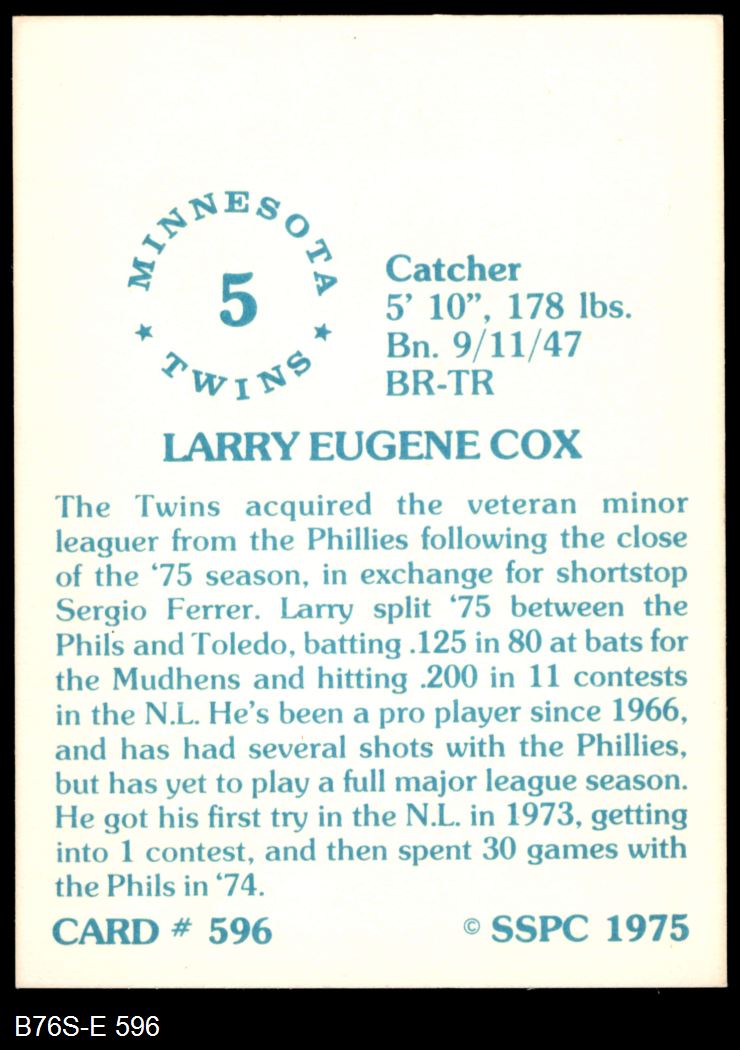 MINNESOTA
5
★ TWINS ★
Catcher
5’ 10”, 178 lbs.
Bn. 9/11/47
BR-TR
LARRY EUGENE COX
The Twins acquired the veteran minor
leaguer from the Phillies following the close
of the ‘75 season, in exchange for shortstop
Sergio Ferrer. Larry split ‘75 between the
Phils and Toledo, batting .125 in 80 at bats for
the Mudhens and hitting .200 in 11 contests
in the N.L. He’s been a pro player since 1966,
and has had several shots with the Phillies,
but has yet to play a full major league season.
He got his first try in the N.L. in 1973, getting
into 1 contest, and then spent 30 games with
the Phils in ‘74.
CARD # 596
© SSPC 1975
B76S-E 596